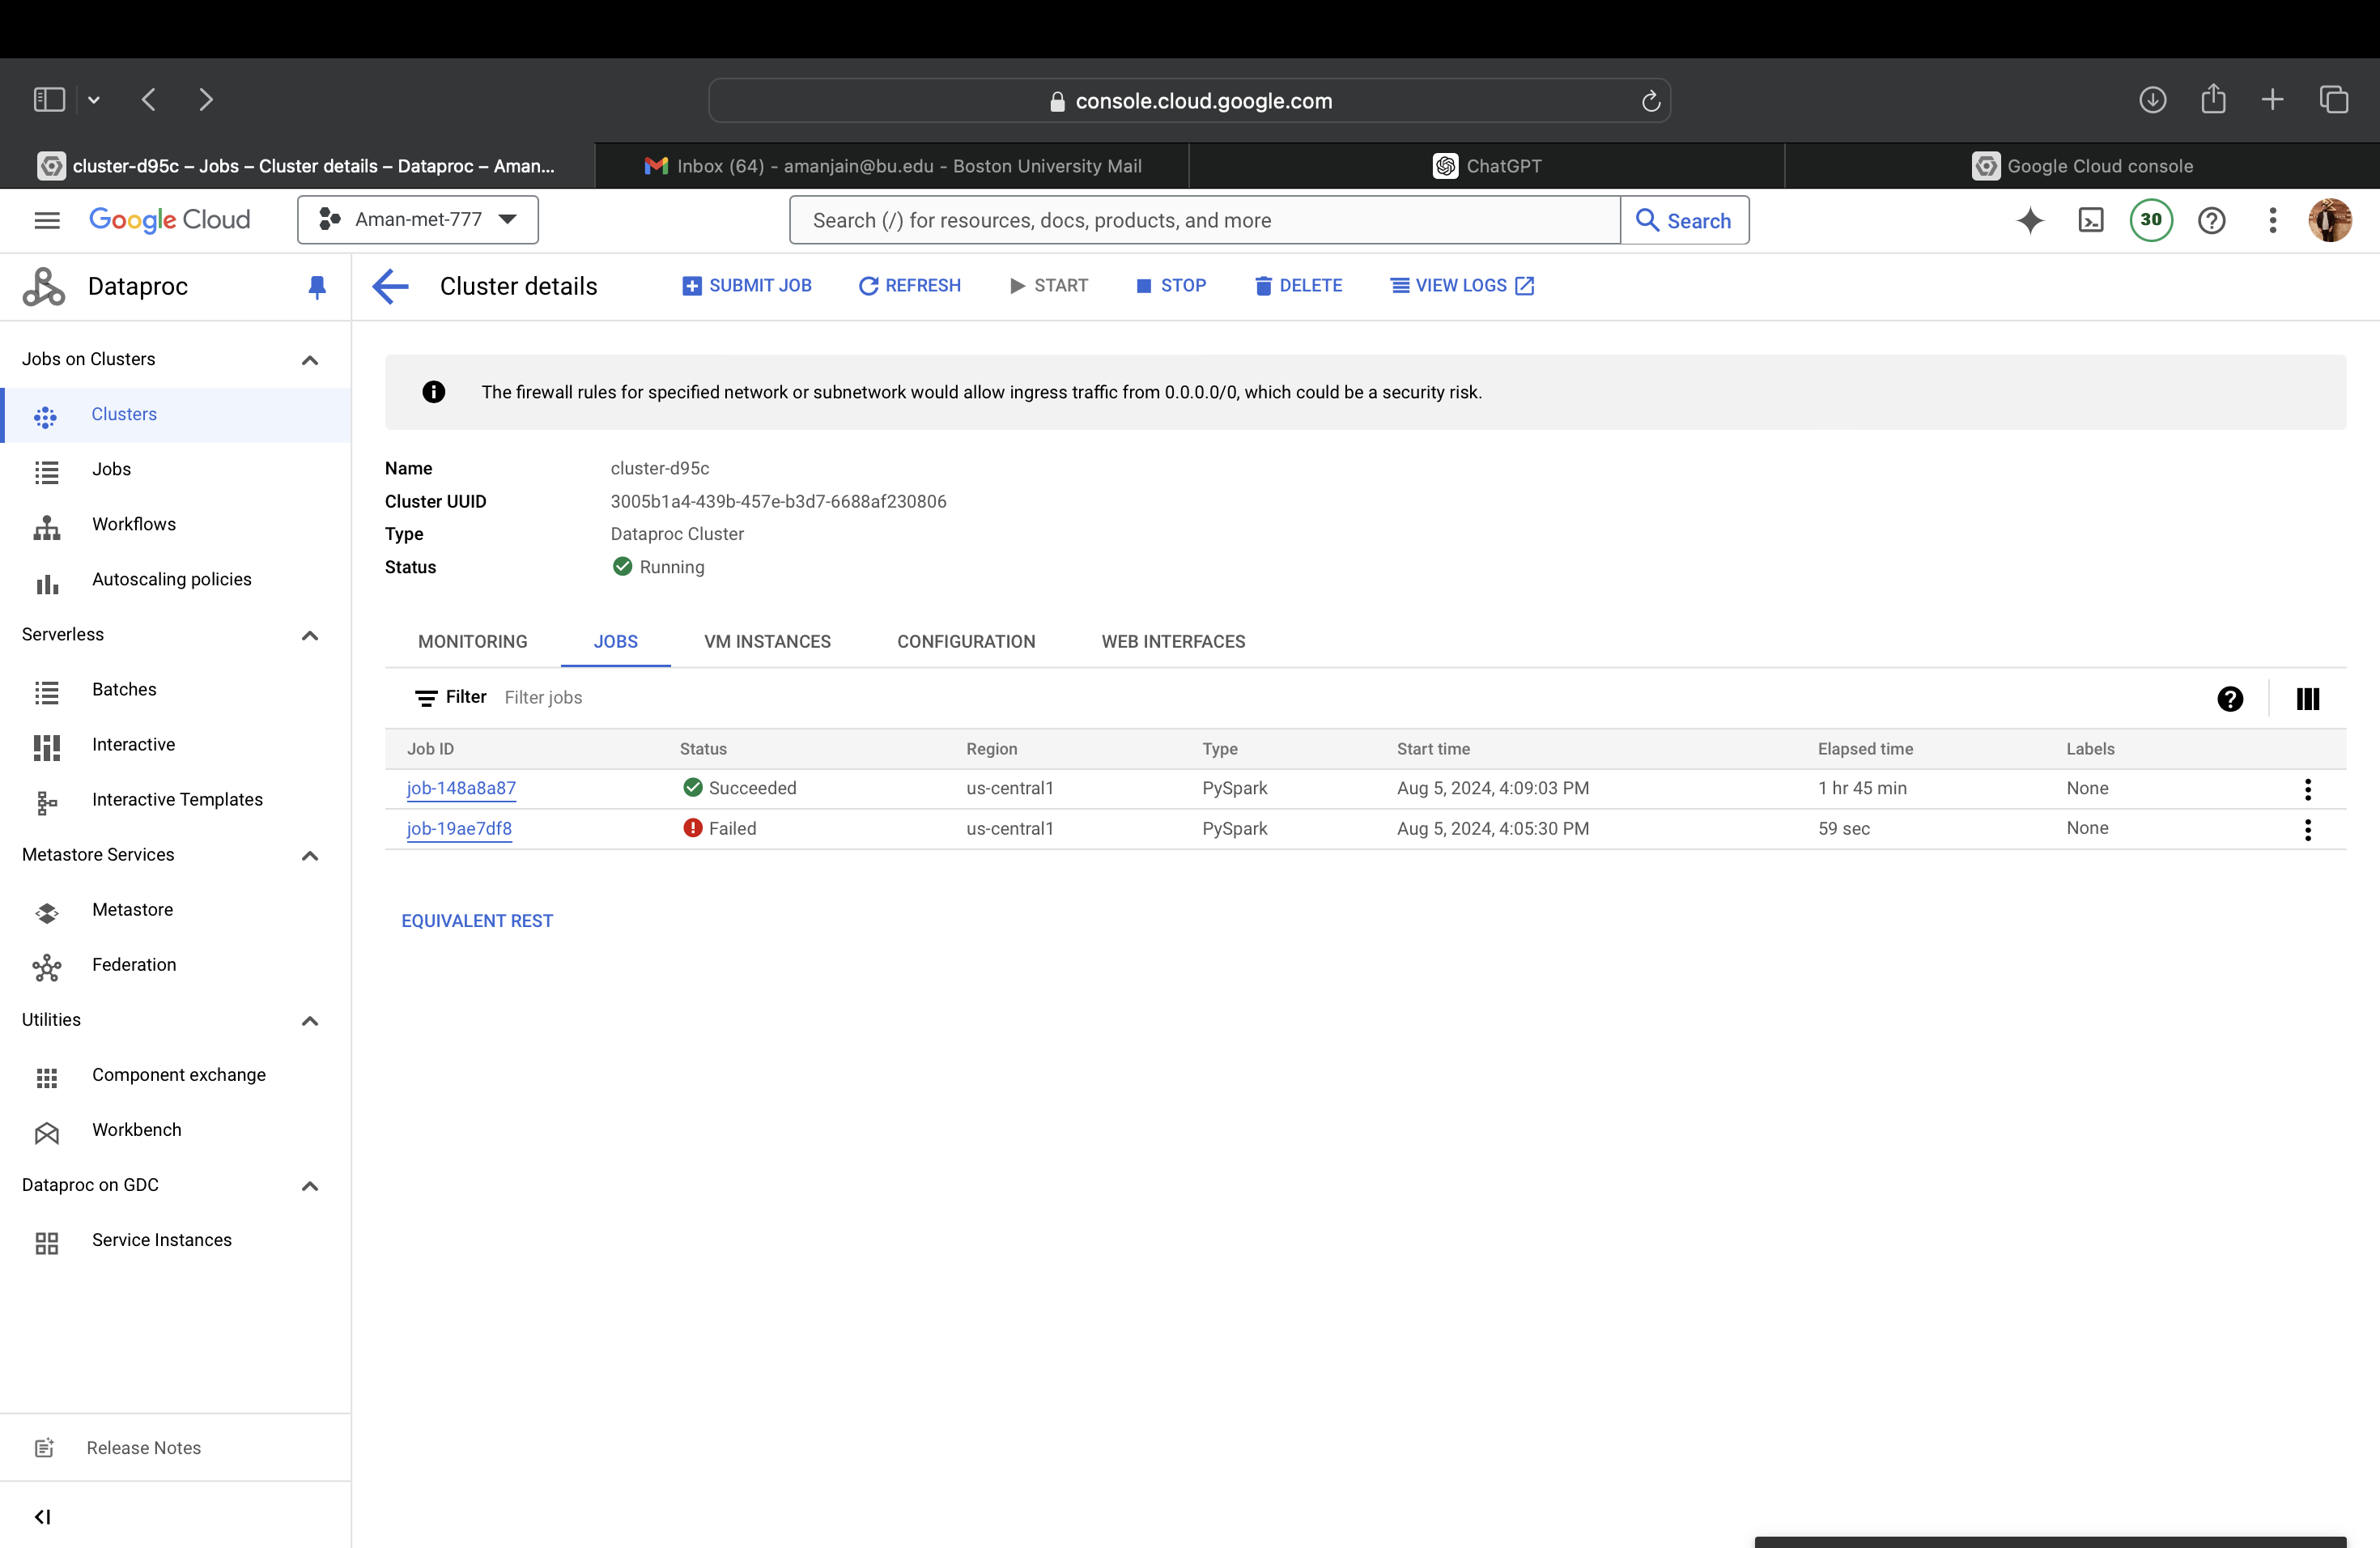 console.cloud.google.com
cluster-d95c – Jobs – Cluster details – Dataproc – Aman...
Inbox (64) - amanjain@bu.edu - Boston University Mail
ChatGPT
Google Cloud console
Google Cloud
Aman-met-777
Search (/) for resources, docs, products, and more
Search
30
Dataproc
Cluster details
SUBMIT JOB
REFRESH
START
STOP
DELETE
VIEW LOGS
Jobs on Clusters
Clusters
Jobs
Workflows
Autoscaling policies
Serverless
Batches
Interactive
Interactive Templates
Metastore Services
Metastore
Federation
Utilities
Component exchange
Workbench
Dataproc on GDC
Service Instances
Release Notes
The firewall rules for specified network or subnetwork would allow ingress traffic from 0.0.0.0/0, which could be a security risk.
Name cluster-d95c
Cluster UUID 3005b1a4-439b-457e-b3d7-6688af230806
Type Dataproc Cluster
Status Running
MONITORING JOBS VM INSTANCES CONFIGURATION WEB INTERFACES
Filter Filter jobs
Job ID Status Region Type Start time Elapsed time Labels
job-148a8a87 Succeeded us-central1 PySpark Aug 5, 2024, 4:09:03 PM 1 hr 45 min None
job-19ae7df8 Failed us-central1 PySpark Aug 5, 2024, 4:05:30 PM 59 sec None
EQUIVALENT REST